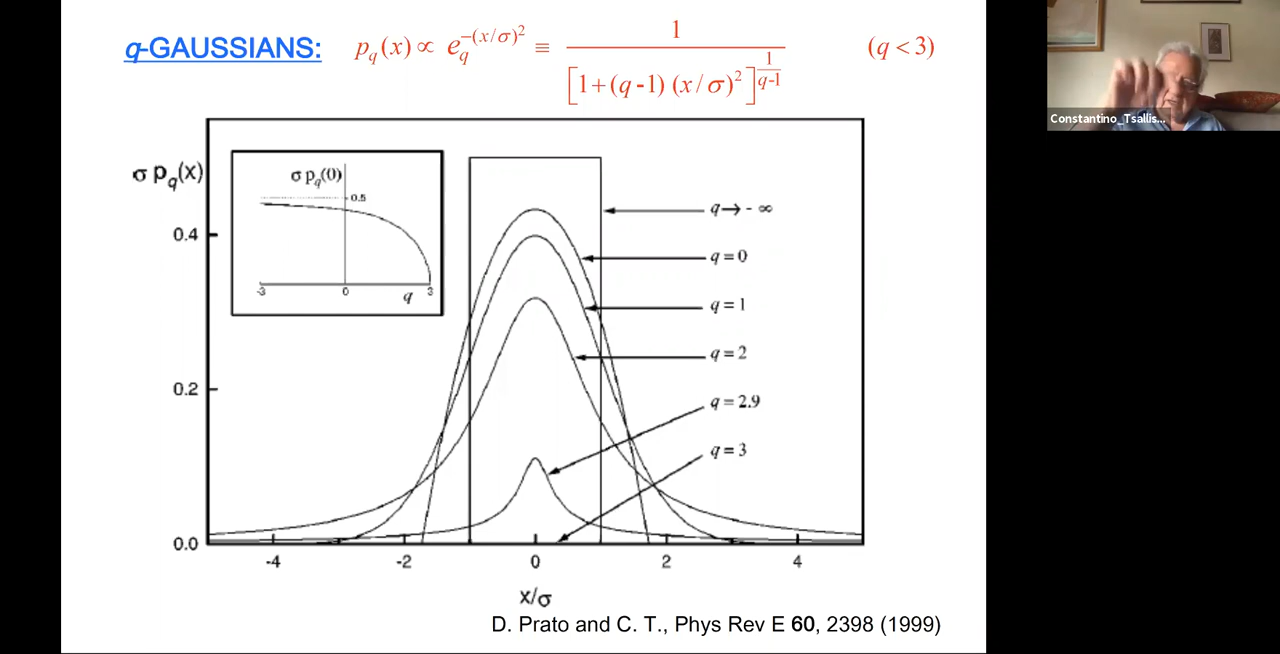 q-GAUSSIANS: p_q(x) ∝ e_q^{-(x/σ)^2} ≡ 1 / [1+(q-1) (x/σ)^2]^{1/(q-1)} (q < 3)
Constantino_Tsallis...
σ p_q(x)
σ p_q(0)
0.5
-3 0 q 3
0.4
0.2
0.0
q → - ∞
q = 0
q = 1
q = 2
q = 2.9
q = 3
-4 -2 0 2 4
x/σ
D. Prato and C. T., Phys Rev E 60, 2398 (1999)